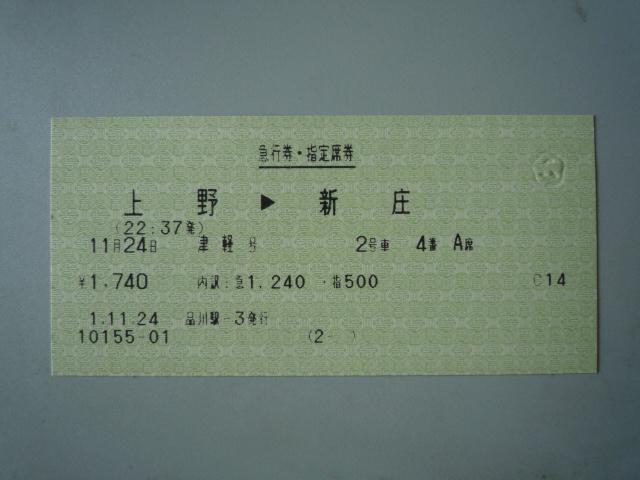 急行券・指定席券
上野 ▶ 新庄
(22:37発)
11月24日 津軽号 2号車 4番 A席
¥1,740 内訳:急1,240 ・指500 C14
1.11.24 品川駅-3発行
10155-01 (2- )